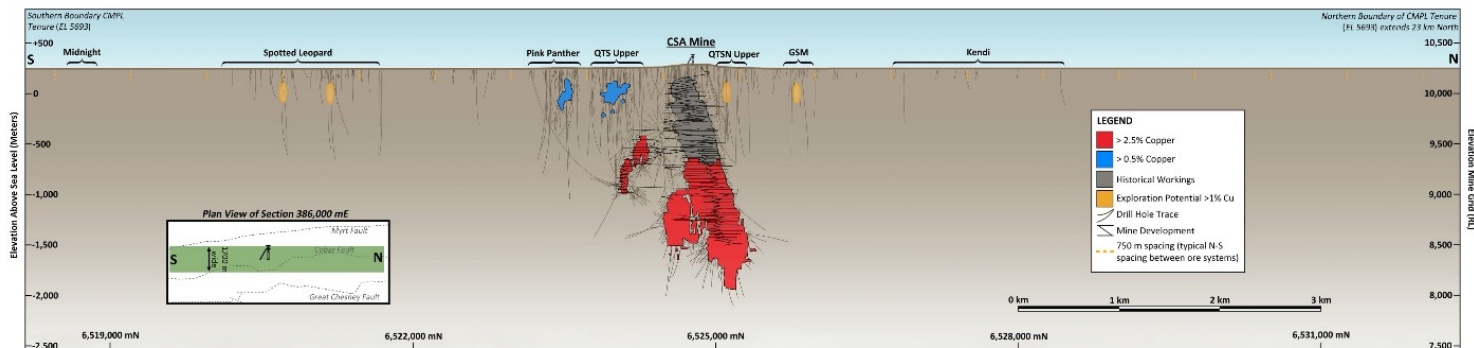 Southern Boundary CMPL
Tenure (EL 5693)
Northern Boundary of CMPL Tenure
(EL 5693) extends 23 km North
+500
10,500
S
N
Midnight
Spotted Leopard
Pink Panther
QTS Upper
CSA Mine
QTSN Upper
GSM
Kendi
0
10,000
-500
9,500
-1,000
9,000
-1,500
8,500
-2,000
8,000
-2,500
7,500
Elevation Above Sea Level (Meters)
Elevation Mine Grid (RL)
LEGEND
> 2.5% Copper
> 0.5% Copper
Historical Workings
Exploration Potential >1% Cu
Drill Hole Trace
Mine Development
750 m spacing (typical N-S
spacing between ore systems)
Plan View of Section 386,000 mE
Myrt Fault
Cobar Fault
S
N
wide
Great Chesney Fault
0 km
1 km
2 km
3 km
6,519,000 mN
6,522,000 mN
6,525,000 mN
6,528,000 mN
6,531,000 mN